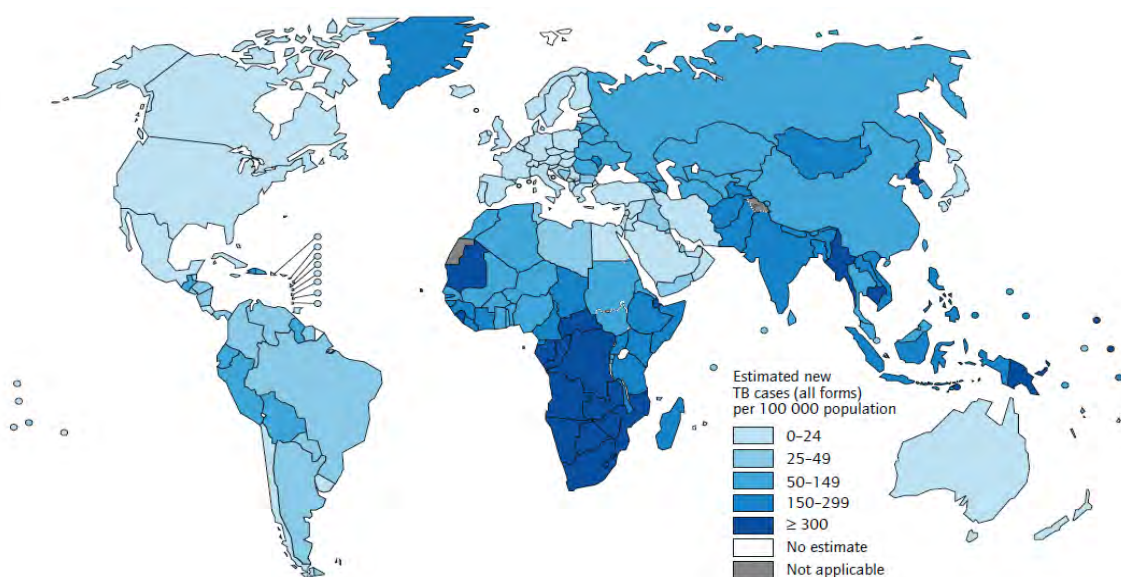 Estimated new
TB cases (all forms)
per 100 000 population
0–24
25–49
50–149
150–299
≥ 300
No estimate
Not applicable